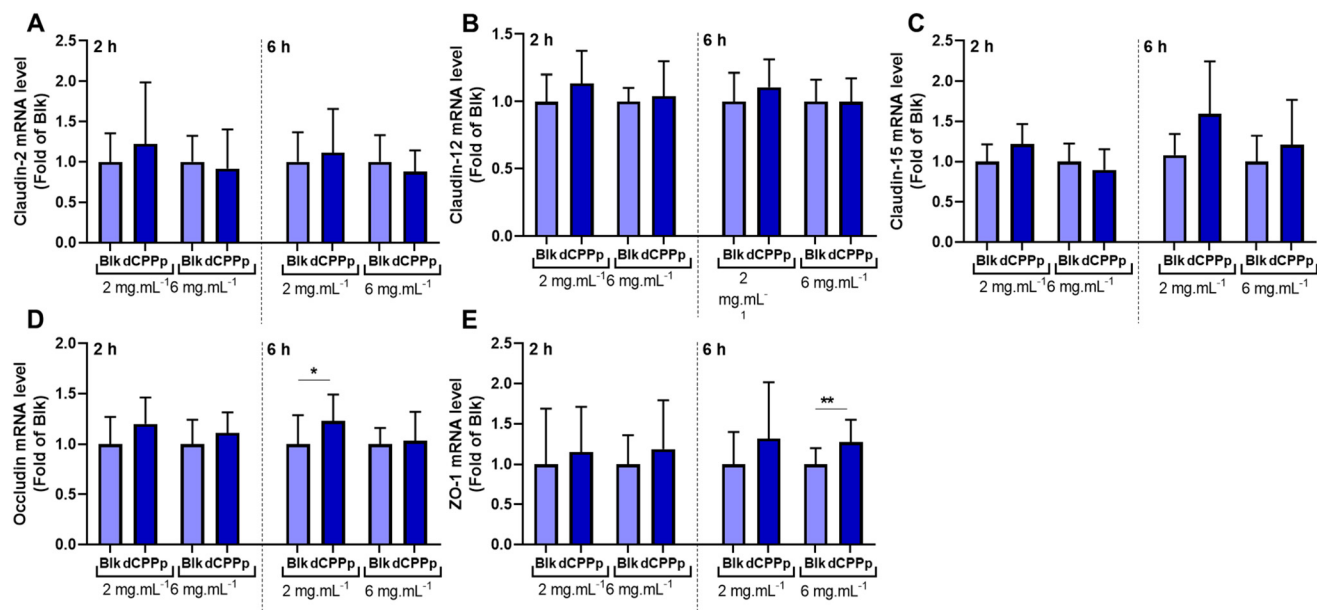 A
Claudin-2 mRNA level
(Fold of Blk)
2.5
2.0
1.5
1.0
0.5
0.0
2 h
6 h
Blk dCPPp Blk dCPPp Blk dCPPp Blk dCPPp
2 mg.mL⁻¹ 6 mg.mL⁻¹ 2 mg.mL⁻¹ 6 mg.mL⁻¹
B
Claudin-12 mRNA level
(Fold of Blk)
1.5
1.0
0.5
0.0
2 h
6 h
Blk dCPPp Blk dCPPp Blk dCPPp Blk dCPPp
2 mg.mL⁻¹ 6 mg.mL⁻¹ 2 6 mg.mL⁻¹
mg.mL⁻
1
C
Claudin-15 mRNA level
(Fold of Blk)
2.5
2.0
1.5
1.0
0.5
0.0
2 h
6 h
Blk dCPPp Blk dCPPp Blk dCPPp Blk dCPPp
2 mg.mL⁻¹ 6 mg.mL⁻¹ 2 mg.mL⁻¹ 6 mg.mL⁻¹
D
Occludin mRNA level
(Fold of Blk)
2.0
1.5
1.0
0.5
0.0
2 h
6 h
*
Blk dCPPp Blk dCPPp Blk dCPPp Blk dCPPp
2 mg.mL⁻¹ 6 mg.mL⁻¹ 2 mg.mL⁻¹ 6 mg.mL⁻¹
E
ZO-1 mRNA level
(Fold of Blk)
2.5
2.0
1.5
1.0
0.5
0.0
2 h
6 h
**
Blk dCPPp Blk dCPPp Blk dCPPp Blk dCPPp
2 mg.mL⁻¹ 6 mg.mL⁻¹ 2 mg.mL⁻¹ 6 mg.mL⁻¹